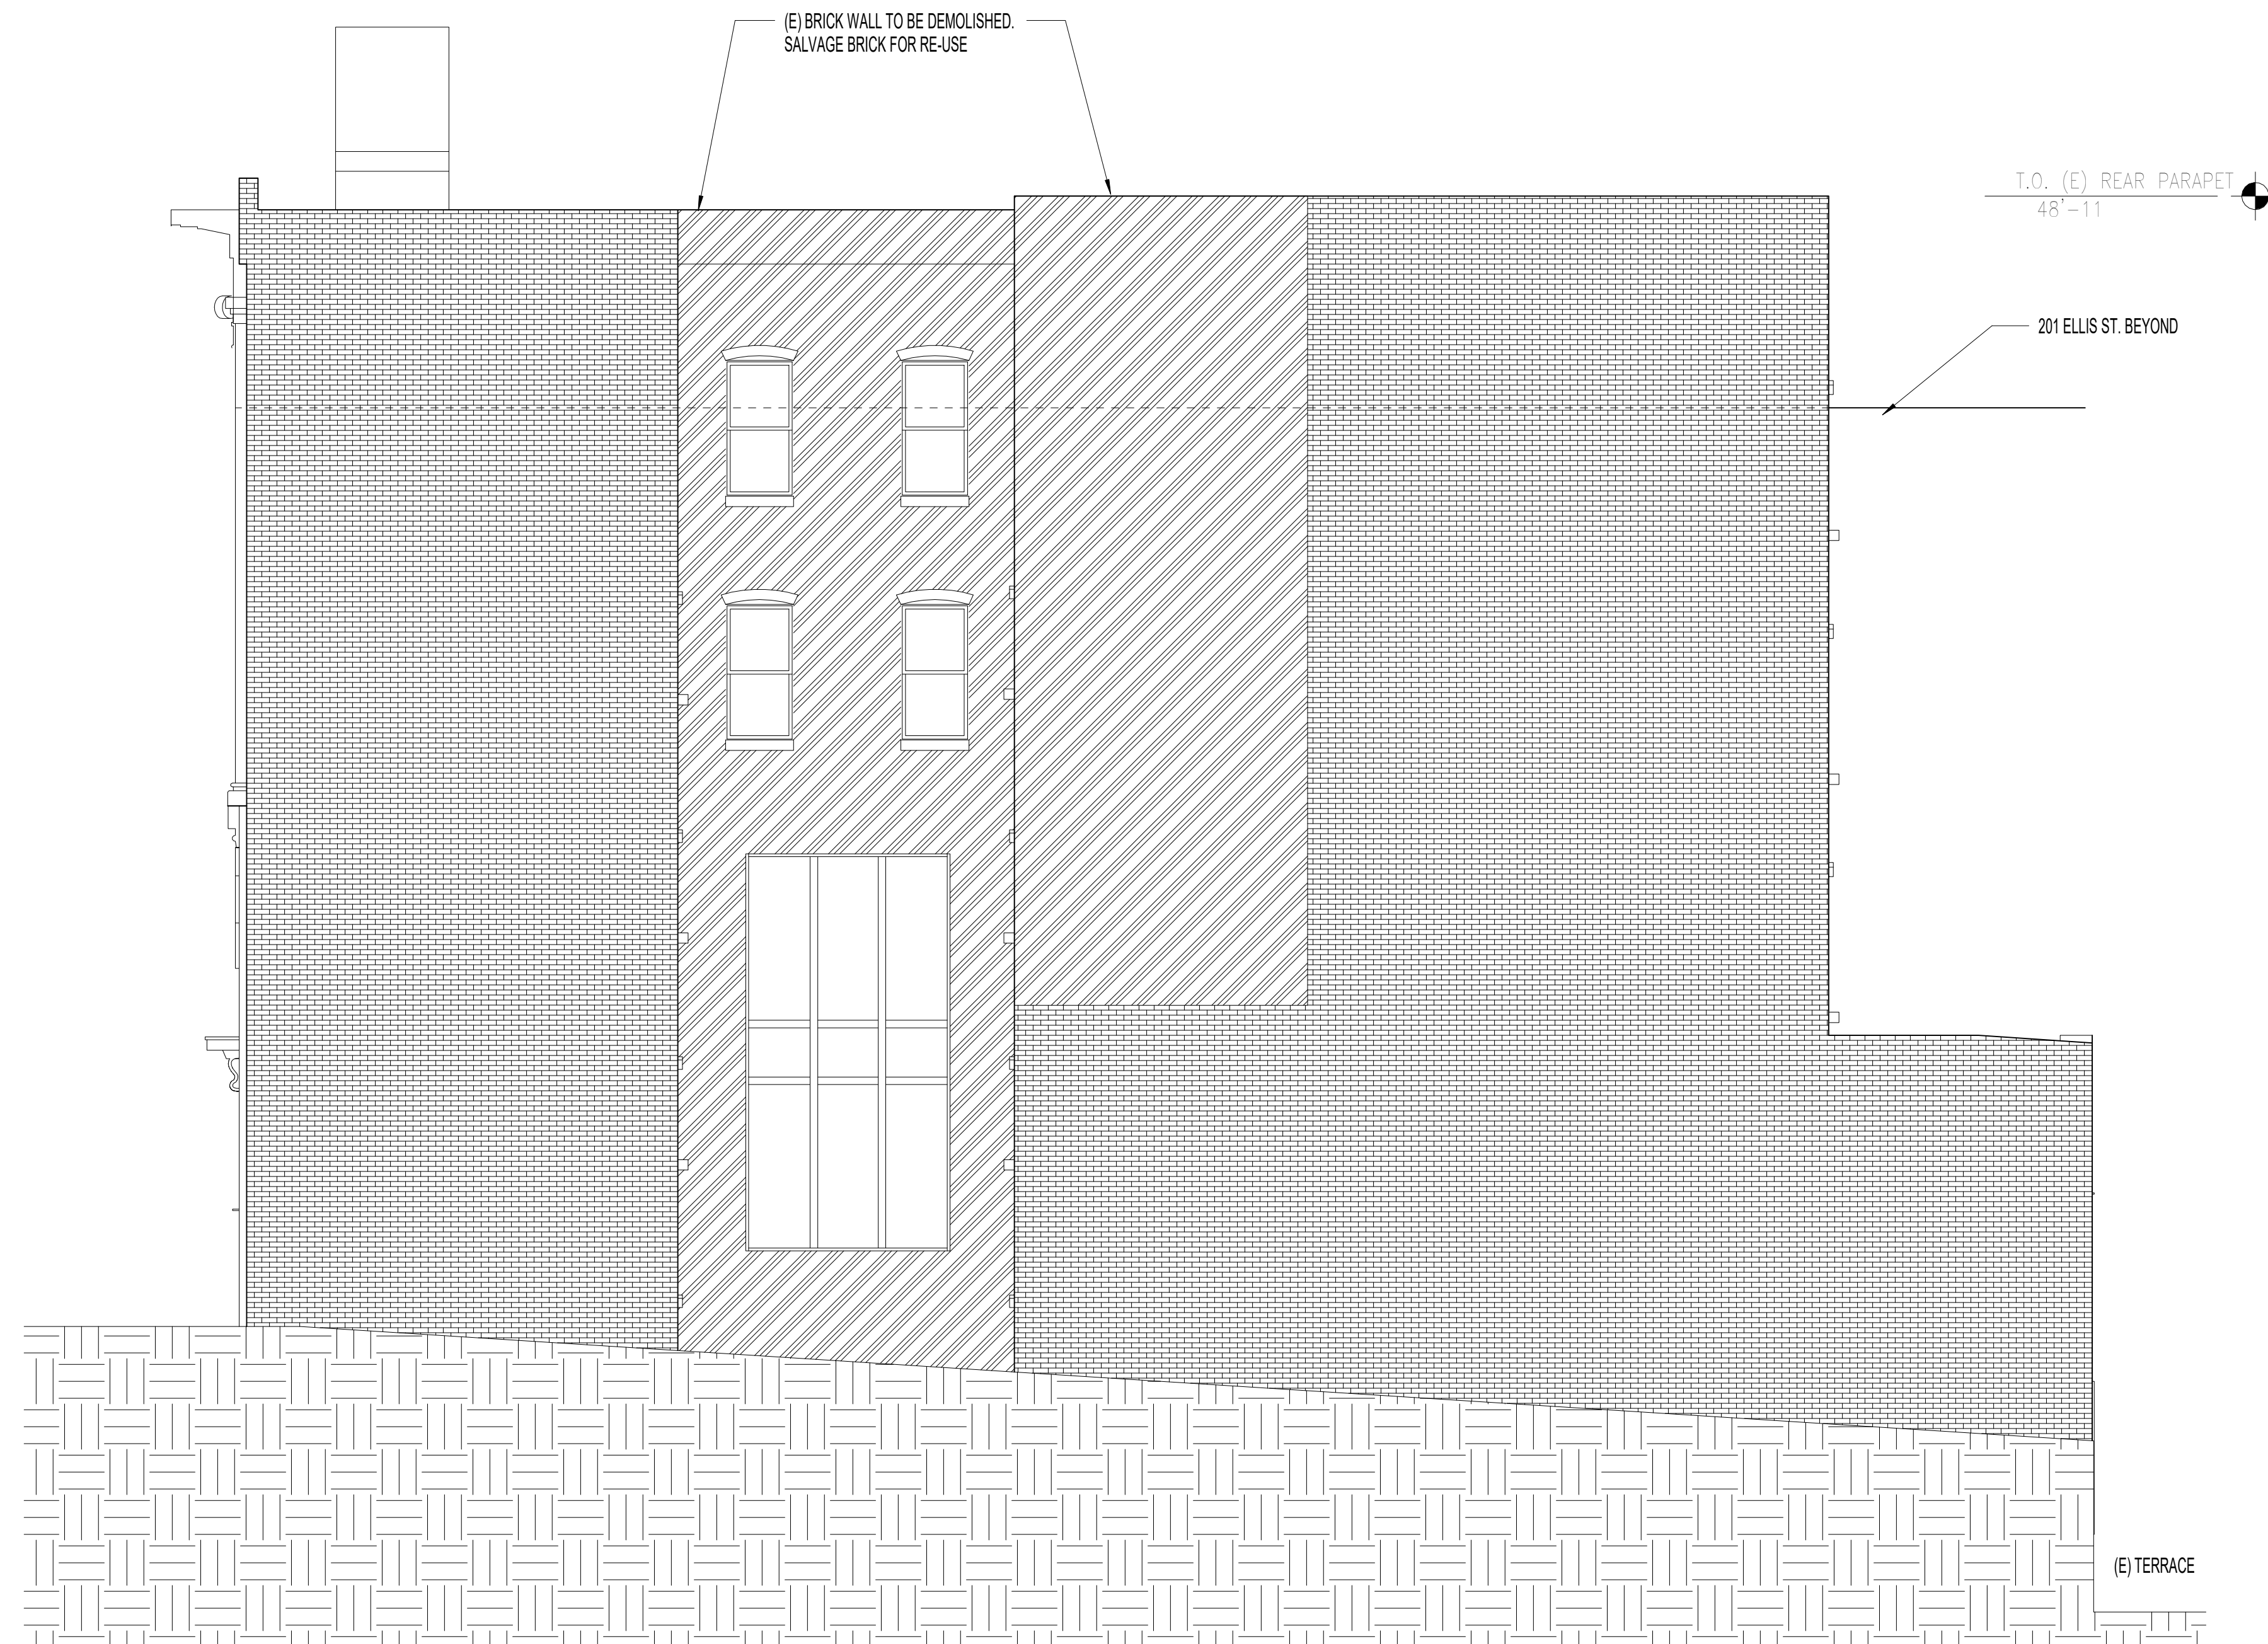 (E) BRICK WALL TO BE DEMOLISHED.
SALVAGE BRICK FOR RE-USE
T.O. (E) REAR PARAPET
48'-11
201 ELLIS ST. BEYOND
(E) TERRACE